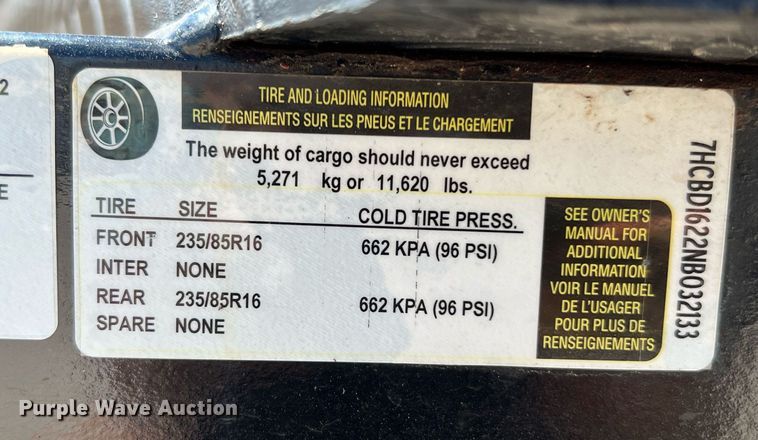 2
E
TIRE AND LOADING INFORMATION
RENSEIGNEMENTS SUR LES PNEUS ET LE CHARGEMENT
The weight of cargo should never exceed
5,271 kg or 11,620 lbs.
TIRE SIZE COLD TIRE PRESS.
FRONT 235/85R16 662 KPA (96 PSI)
INTER NONE
REAR 235/85R16 662 KPA (96 PSI)
SPARE NONE
SEE OWNER'S
MANUAL FOR
ADDITIONAL
INFORMATION
VOIR LE MANUEL
DE L'USAGER
POUR PLUS DE
RENSEIGNEMENTS
7HCBD1622NB032133
Purple Wave Auction